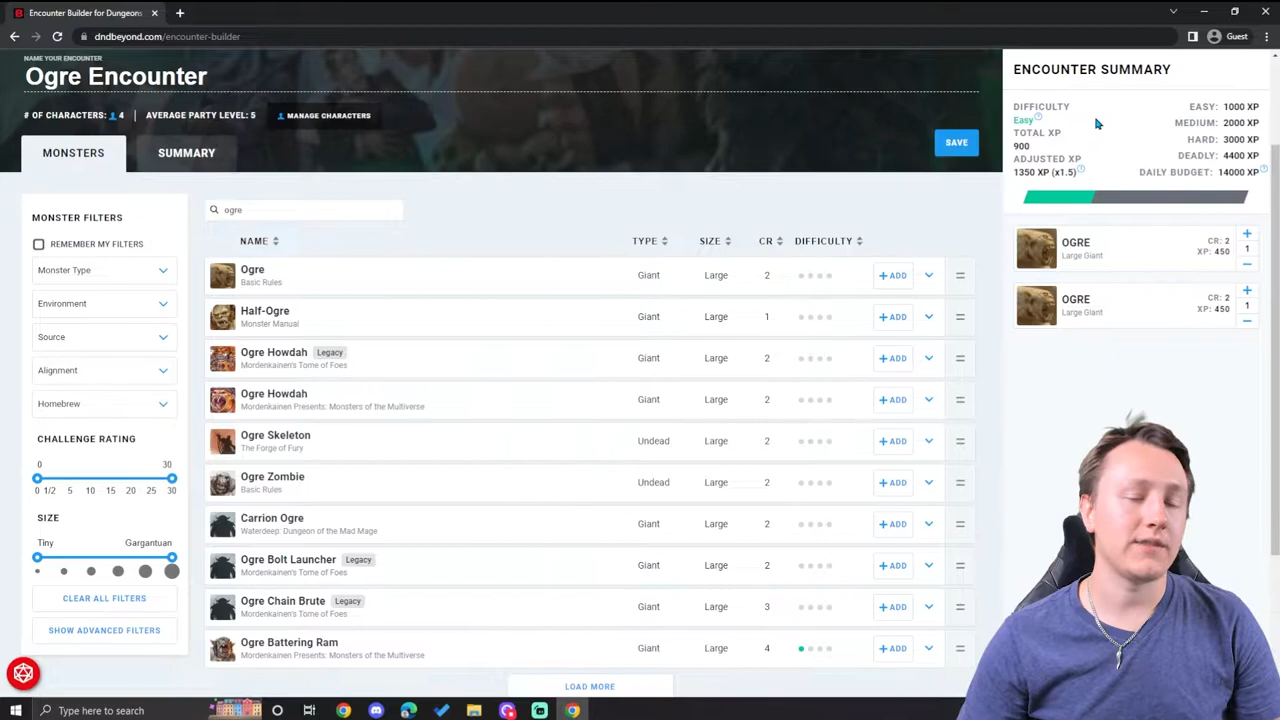 Encounter Builder for Dungeons
dndbeyond.com/encounter-builder
Guest
NAME YOUR ENCOUNTER
Ogre Encounter
# OF CHARACTERS: 4
AVERAGE PARTY LEVEL: 5
MANAGE CHARACTERS
MONSTERS
SUMMARY
SAVE
MONSTER FILTERS
REMEMBER MY FILTERS
Monster Type
Environment
Source
Alignment
Homebrew
CHALLENGE RATING
0 30
0 1/2 5 10 15 20 25 30
SIZE
Tiny Gargantuan
CLEAR ALL FILTERS
SHOW ADVANCED FILTERS
ogre
NAME TYPE SIZE CR DIFFICULTY
Ogre
Basic Rules
Giant Large 2 + ADD
Half-Ogre
Monster Manual
Giant Large 1 + ADD
Ogre Howdah Legacy
Mordenkainen's Tome of Foes
Giant Large 2 + ADD
Ogre Howdah
Mordenkainen Presents: Monsters of the Multiverse
Giant Large 2 + ADD
Ogre Skeleton
The Forge of Fury
Undead Large 2 + ADD
Ogre Zombie
Basic Rules
Undead Large 2 + ADD
Carrion Ogre
Waterdeep: Dungeon of the Mad Mage
Giant Large 2 + ADD
Ogre Bolt Launcher Legacy
Mordenkainen's Tome of Foes
Giant Large 2 + ADD
Ogre Chain Brute Legacy
Mordenkainen's Tome of Foes
Giant Large 3 + ADD
Ogre Battering Ram
Mordenkainen Presents: Monsters of the Multiverse
Giant Large 4 + ADD
LOAD MORE
ENCOUNTER SUMMARY
DIFFICULTY
Easy
TOTAL XP
900
ADJUSTED XP
1350 XP (x1.5)
EASY: 1000 XP
MEDIUM: 2000 XP
HARD: 3000 XP
DEADLY: 4400 XP
DAILY BUDGET: 14000 XP
OGRE
Large Giant
CR: 2
XP: 450
1
OGRE
Large Giant
CR: 2
XP: 450
1
Type here to search